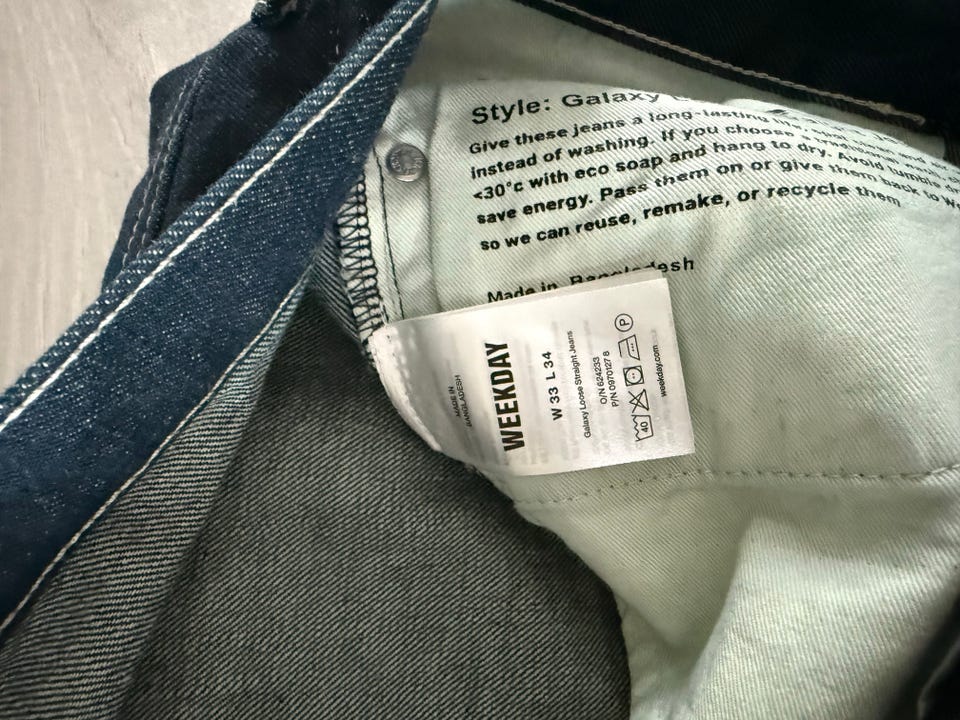 Style: Galaxy
Give these jeans a long-lasting
instead of washing. If you choose
<30°c with eco soap and hang to dry. Avoid tumble
save energy. Pass them on or give them back to
so we can reuse, remake, or recycle them
Made in Bangladesh
MADE IN
BANGLADESH
WEEKDAY
W 33 L 34
Galaxy Loose Straight Jeans
O/N 624233
P/N 0970127 8
40
P
weekday.com